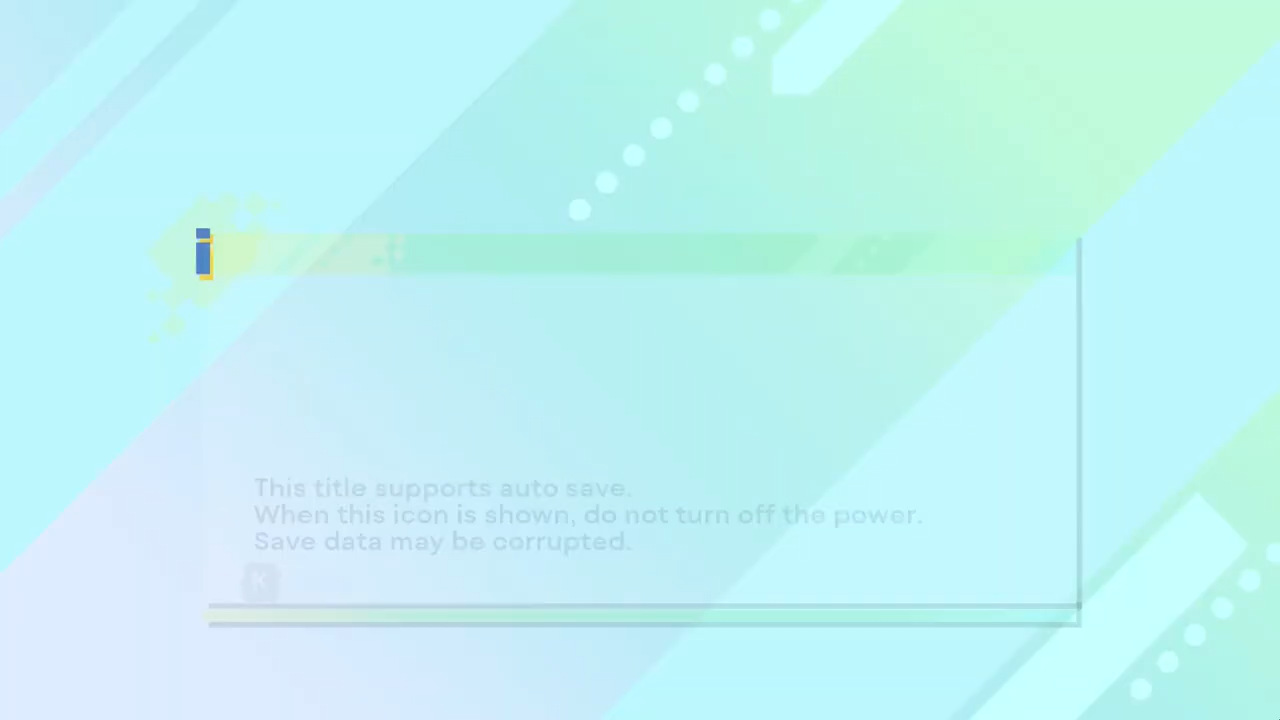 i
This title supports auto save.
When this icon is shown, do not turn off the power.
Save data may be corrupted.
K